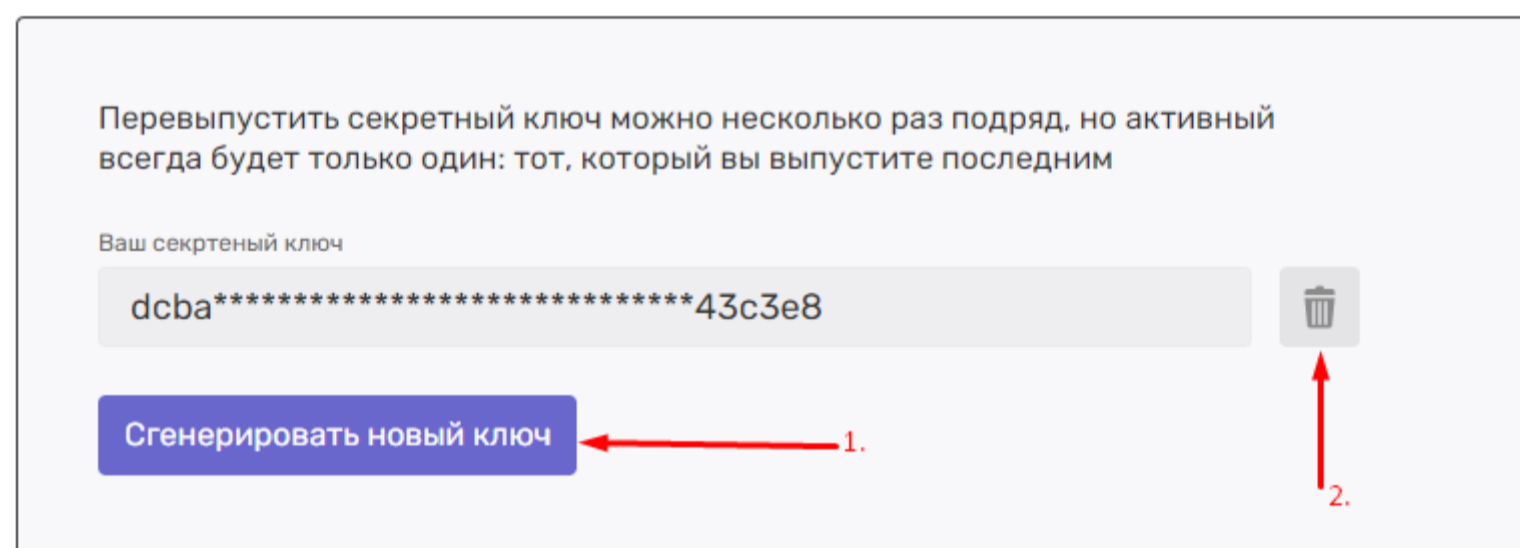 Перевыпустить секретный ключ можно несколько раз подряд, но активный
всегда будет только один: тот, который вы выпустите последним
Ваш секртеный ключ
dcba******************************43c3e8
Сгенерировать новый ключ
1.
2.